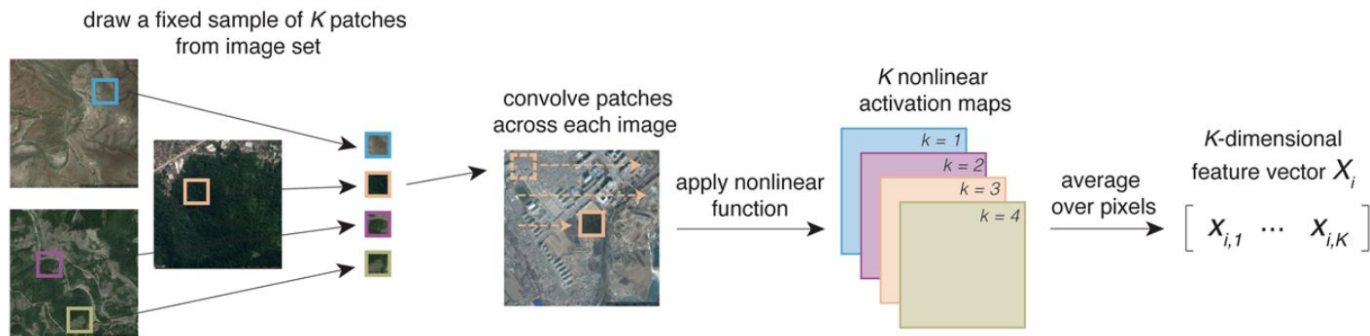 draw a fixed sample of K patches
from image set
convolve patches
across each image
apply nonlinear
function
K nonlinear
activation maps
k = 1
k = 2
k = 3
k = 4
average
over pixels
K-dimensional
feature vector Xᵢ
[ xᵢ,₁ ⋯ xᵢ,K ]